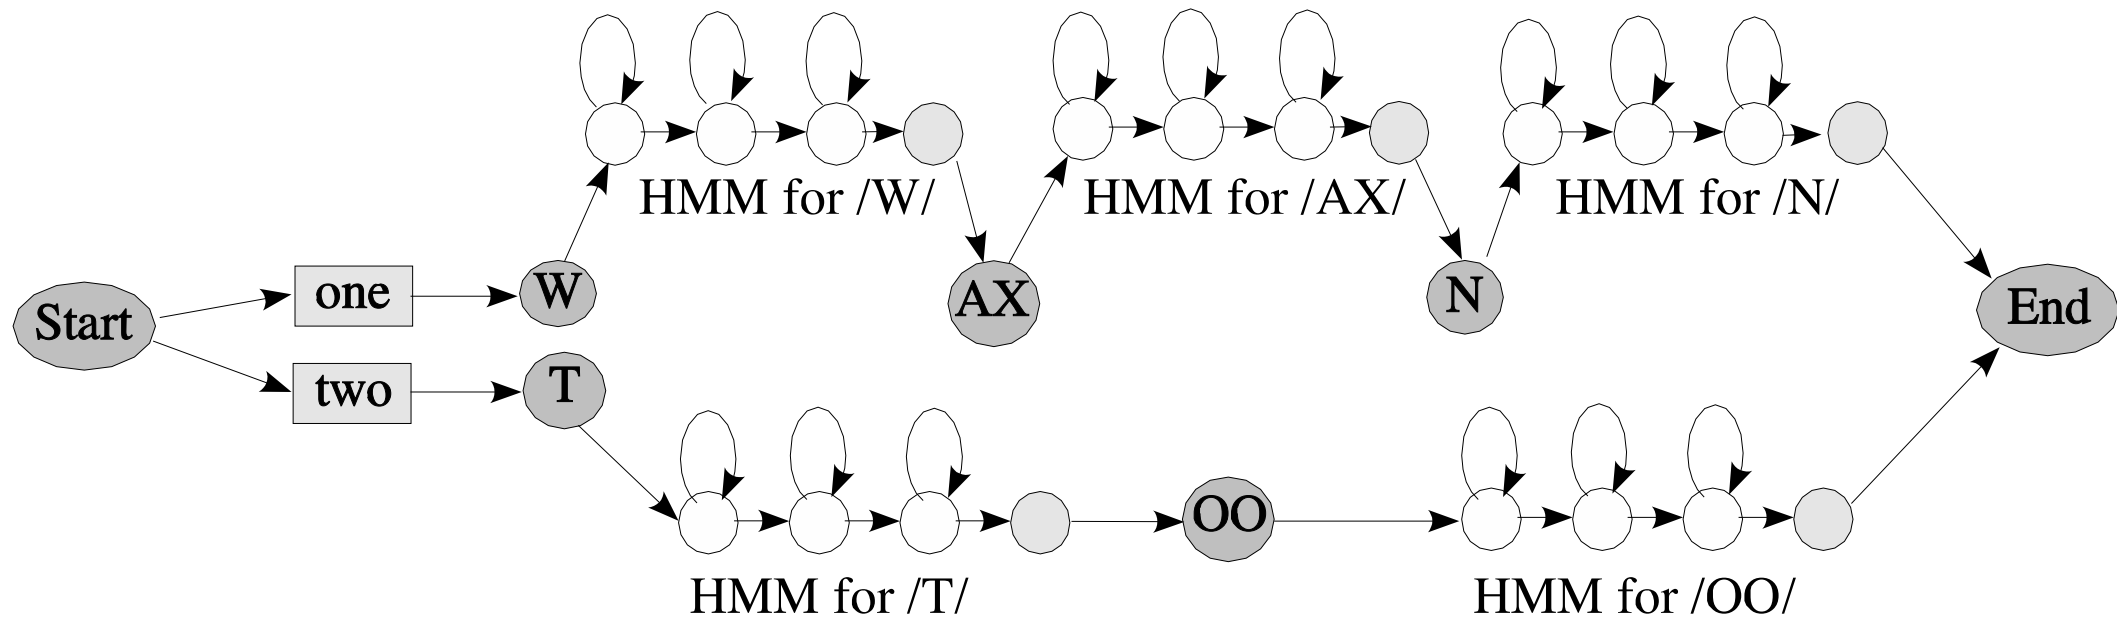 HMM for /W/
HMM for /AX/
HMM for /N/
Start
one
W
AX
N
End
two
T
OO
HMM for /T/
HMM for /OO/